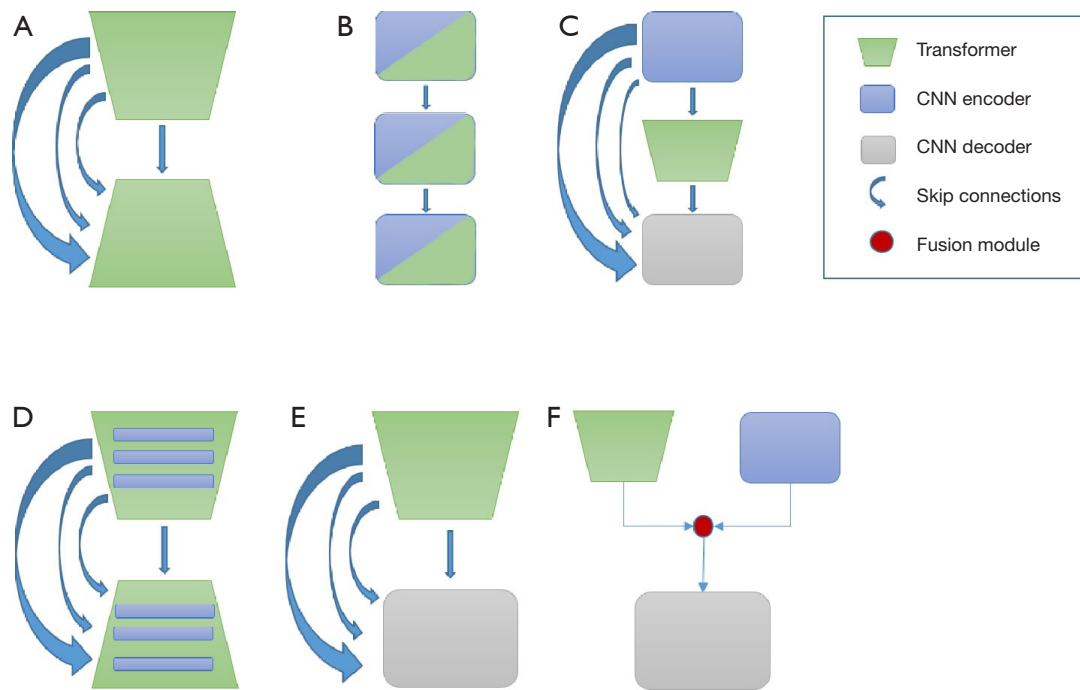 A
B
C
Transformer
CNN encoder
CNN decoder
Skip connections
Fusion module
D
E
F